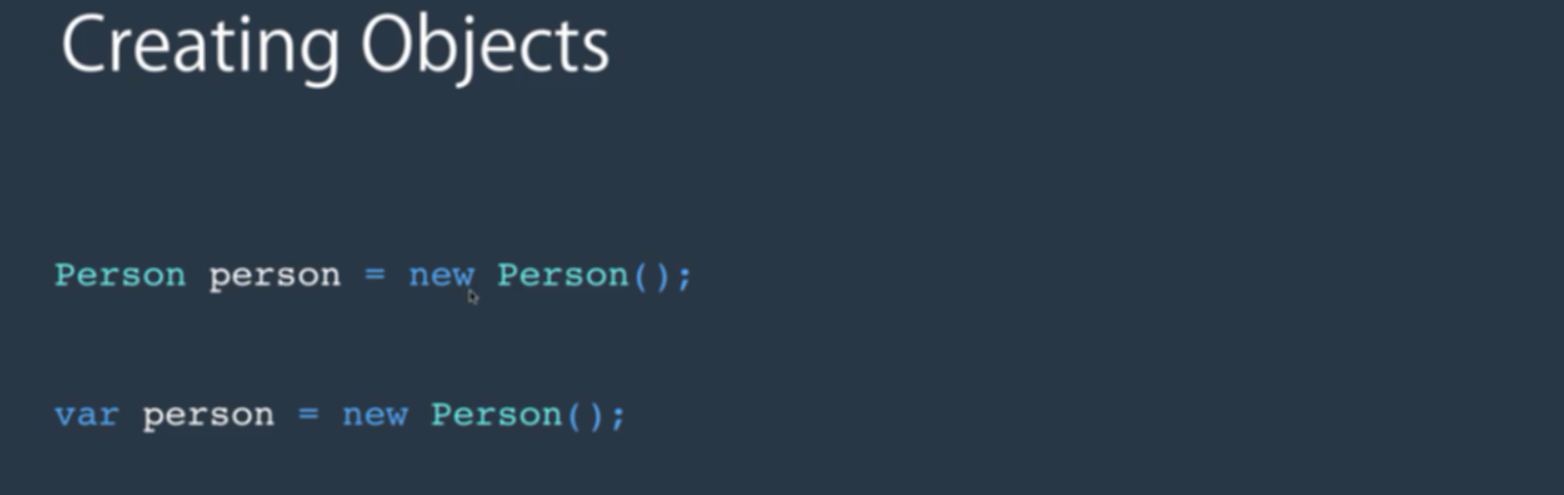 Creating Objects
Person person = new Person();
var person = new Person();